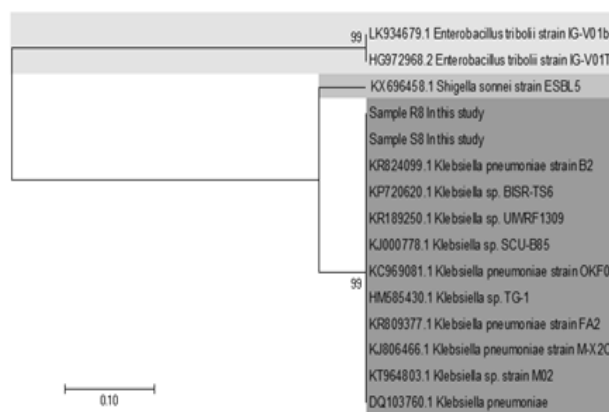 99
LK934679.1 Enterobacillus tribolii strain IG-V01b
HG972968.2 Enterobacillus tribolii strain IG-V01T
KX696458.1 Shigella sonnei strain ESBL5
Sample R8 In this study
Sample S8 In this study
KR824099.1 Klebsiella pneumoniae strain B2
KP720620.1 Klebsiella sp. BISR-TS6
KR189250.1 Klebsiella sp. UIWRF1309
KJ000778.1 Klebsiella sp. SCU-B85
KC969081.1 Klebsiella pneumoniae strain OKF0
99
HM585430.1 Klebsiella sp. TG-1
KR809377.1 Klebsiella pneumoniae strain FA2
KJ806466.1 Klebsiella pneumoniae strain M-X2
KT964803.1 Klebsiella sp. strain M02
DQ103760.1 Klebsiella pneumoniae
0.10